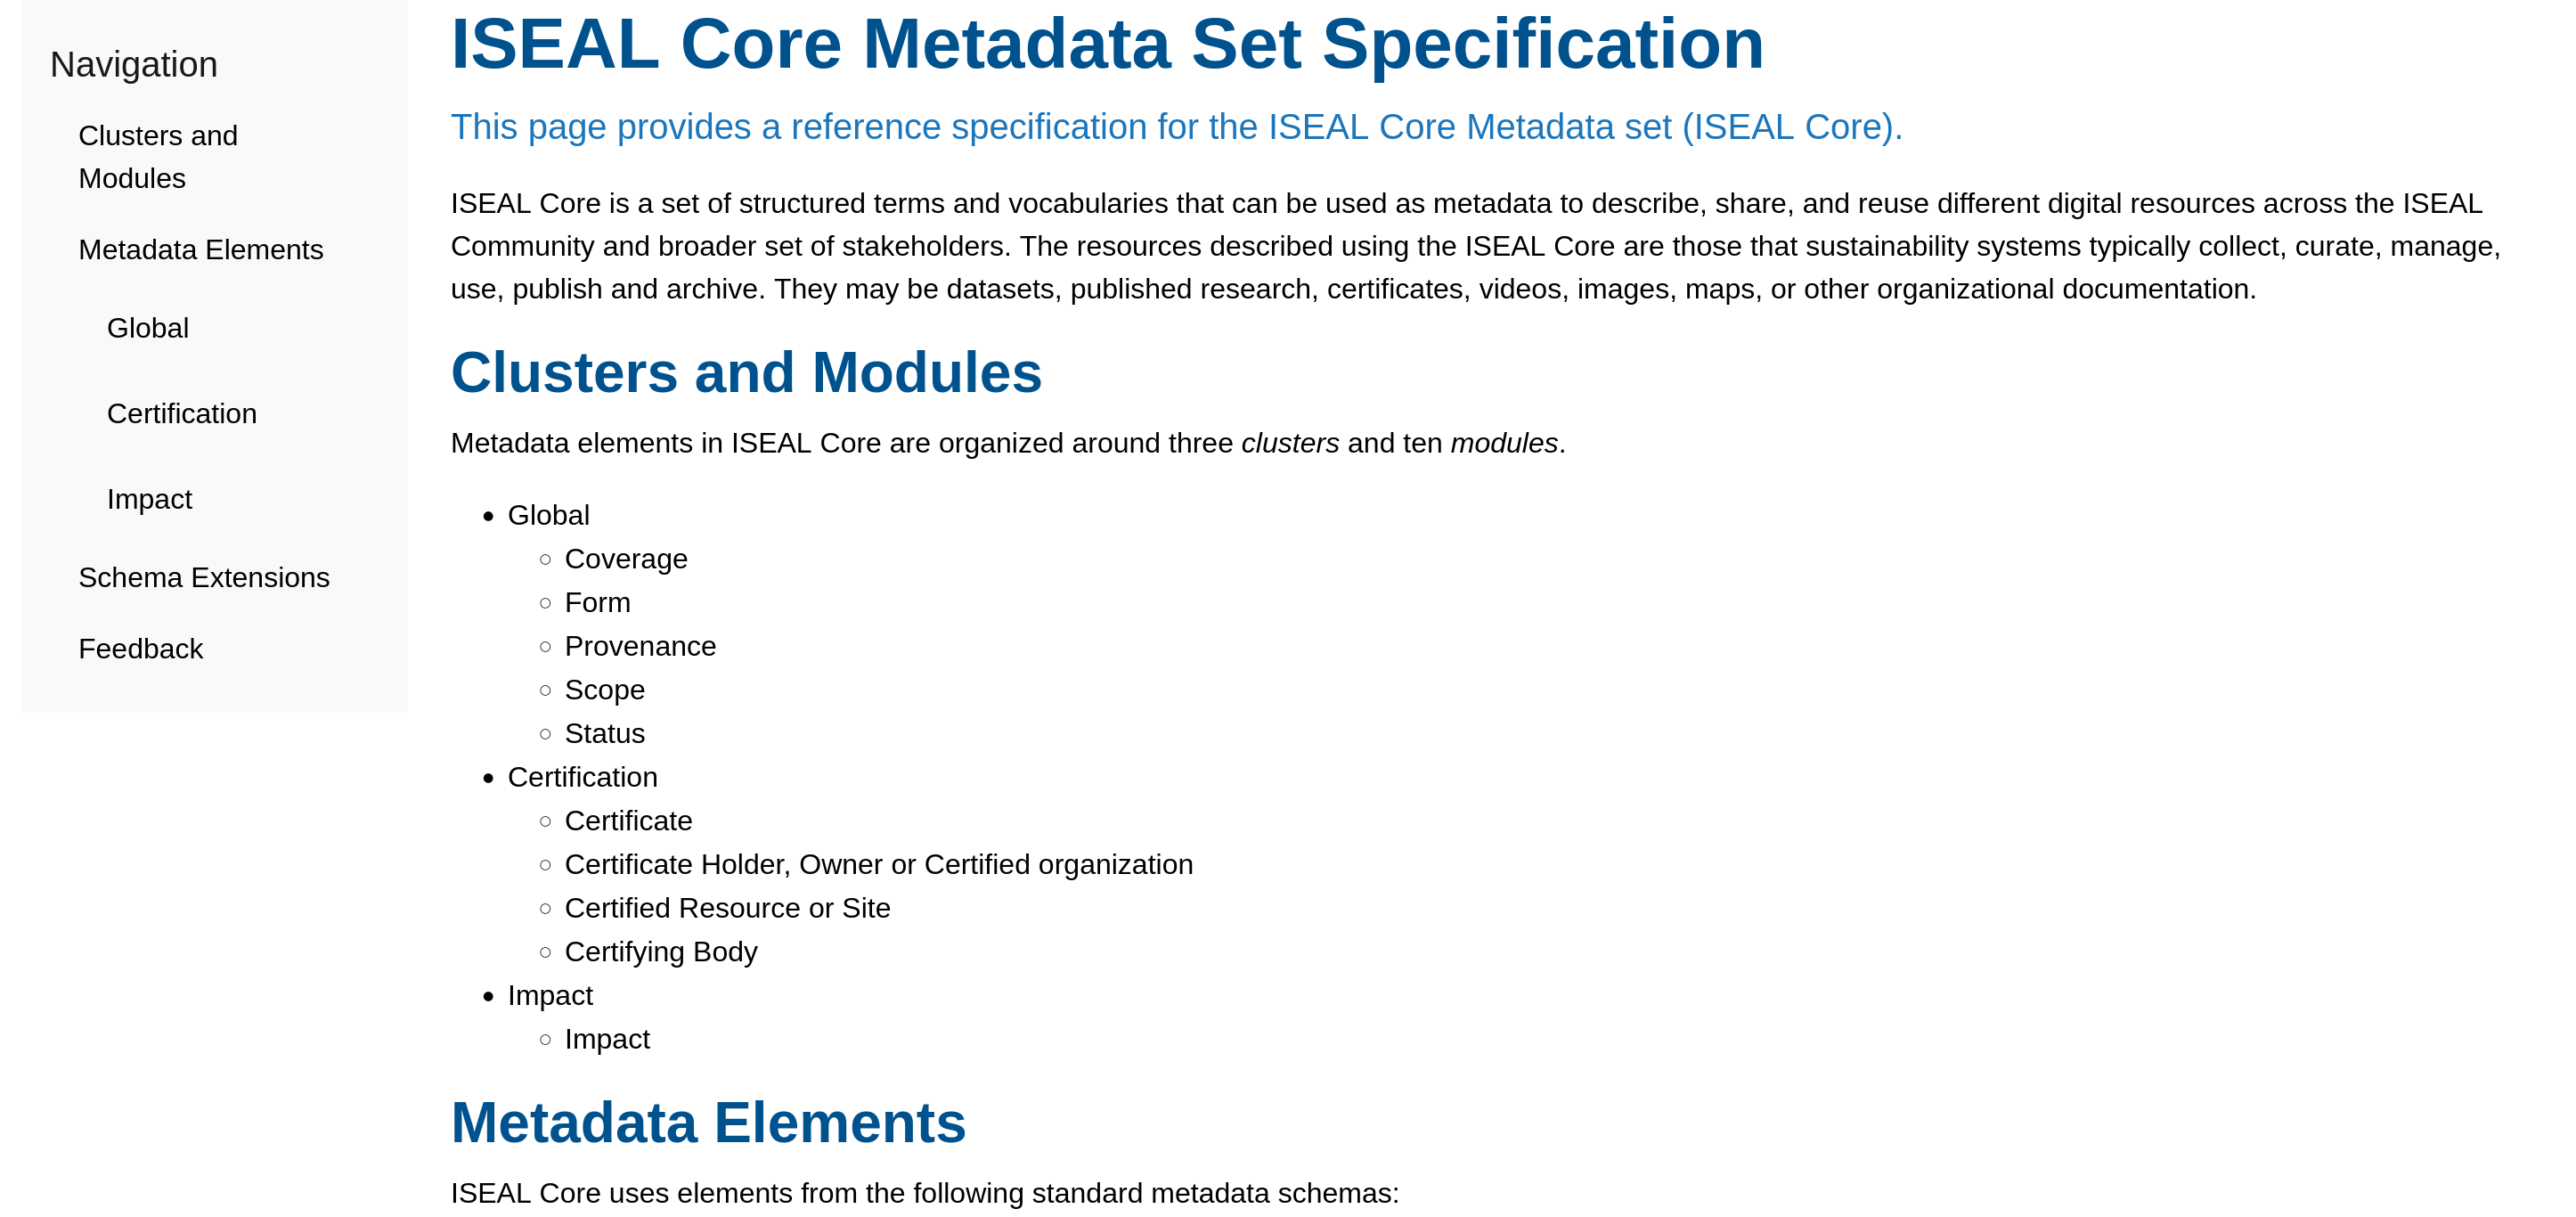 Navigation
Clusters and
Modules
Metadata Elements
Global
Certification
Impact
Schema Extensions
Feedback
ISEAL Core Metadata Set Specification
This page provides a reference specification for the ISEAL Core Metadata set (ISEAL Core).
ISEAL Core is a set of structured terms and vocabularies that can be used as metadata to describe, share, and reuse different digital resources across the ISEAL
Community and broader set of stakeholders. The resources described using the ISEAL Core are those that sustainability systems typically collect, curate, manage,
use, publish and archive. They may be datasets, published research, certificates, videos, images, maps, or other organizational documentation.
Clusters and Modules
Metadata elements in ISEAL Core are organized around three clusters and ten modules.
Global
Coverage
Form
Provenance
Scope
Status
Certification
Certificate
Certificate Holder, Owner or Certified organization
Certified Resource or Site
Certifying Body
Impact
Impact
Metadata Elements
ISEAL Core uses elements from the following standard metadata schemas: